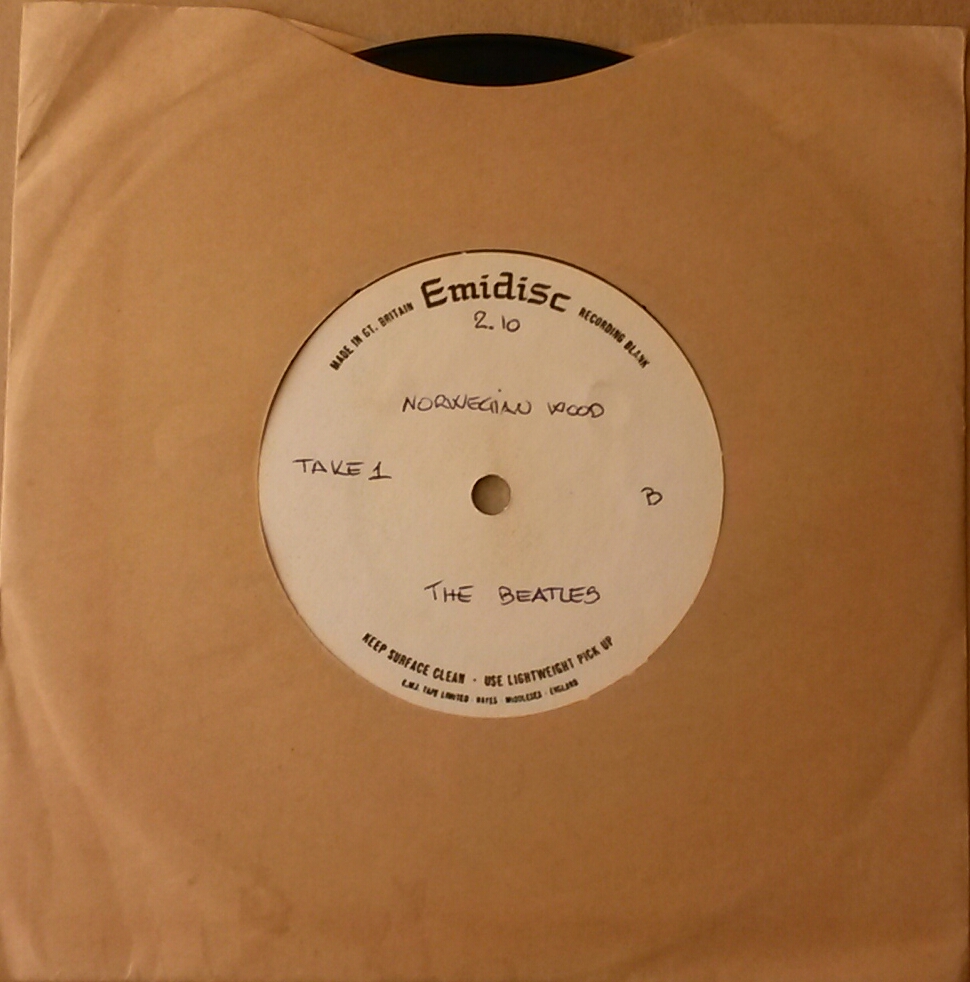 Emidisc
MADE IN GT. BRITAIN
RECORDING BLANK
2.10
NORWEGIAN WOOD
TAKE 1
B
THE BEATLES
KEEP SURFACE CLEAN · USE LIGHTWEIGHT PICK UP
E.M.I. TAPE LIMITED · HAYES · MIDDLESEX · ENGLAND